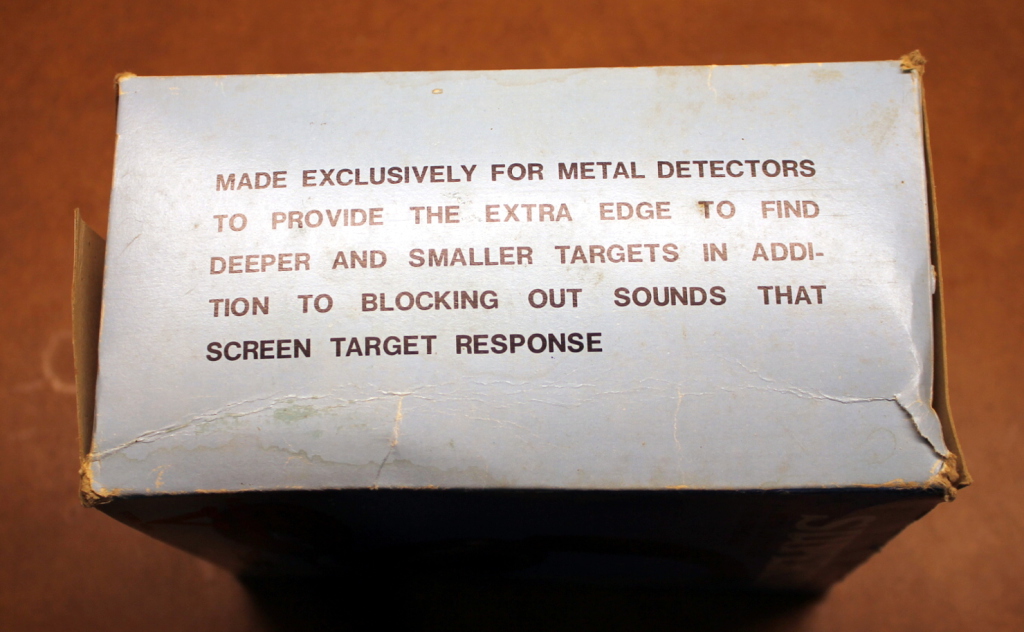 MADE EXCLUSIVELY FOR METAL DETECTORS
TO PROVIDE THE EXTRA EDGE TO FIND
DEEPER AND SMALLER TARGETS IN ADDI-
TION TO BLOCKING OUT SOUNDS THAT
SCREEN TARGET RESPONSE